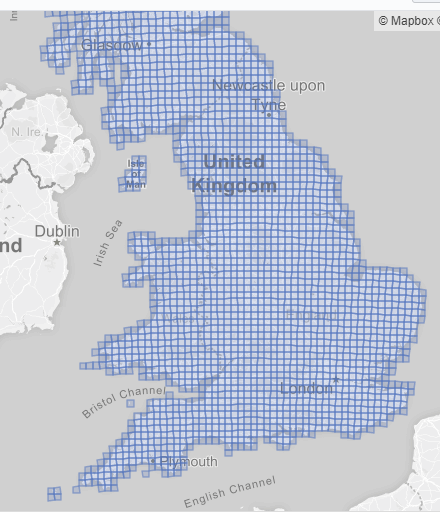 © Mapbox ©
Glasgow
Newcastle upon
Tyne
N. Ire.
Isle
of
Man
United
Kingdom
Dublin
nd
Irish Sea
England
London
Bristol Channel
Plymouth
English Channel